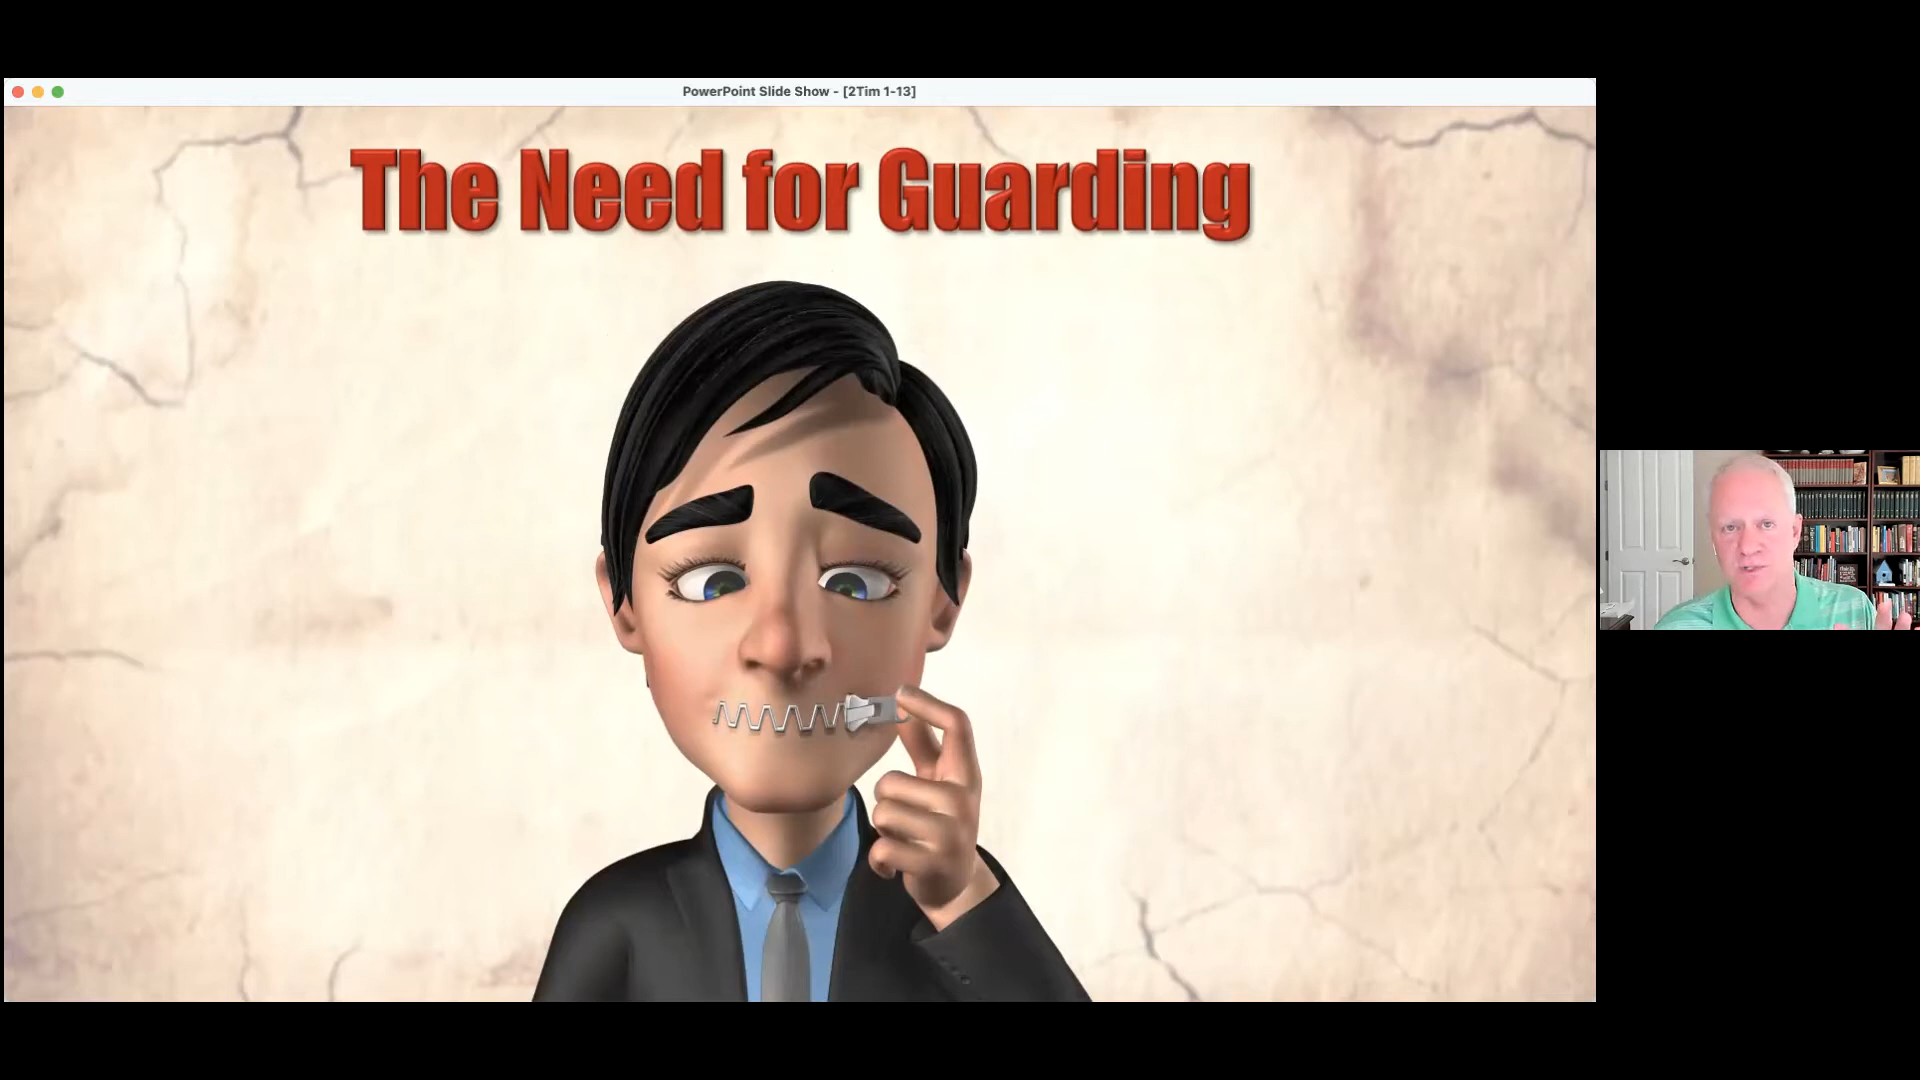 PowerPoint Slide Show - [2Tim 1-13]
The Need for Guarding